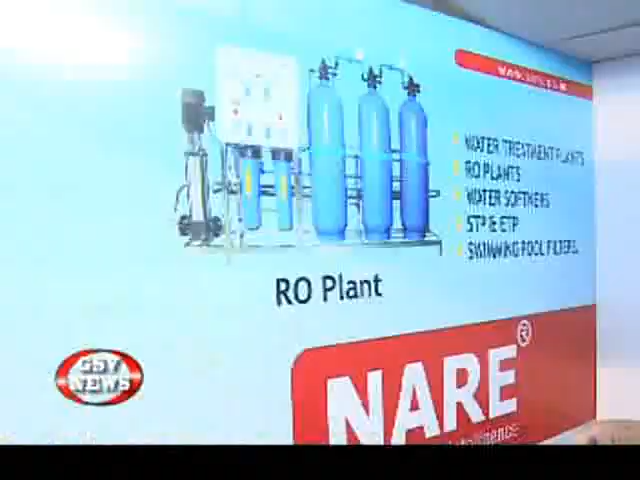 WATER TREATMENT PLANTS
RO PLANTS
WATER SOFTNERS
STP & ETP
SWIMMING POOL FILTERS.
RO Plant
GSV
NEWS
NARE®